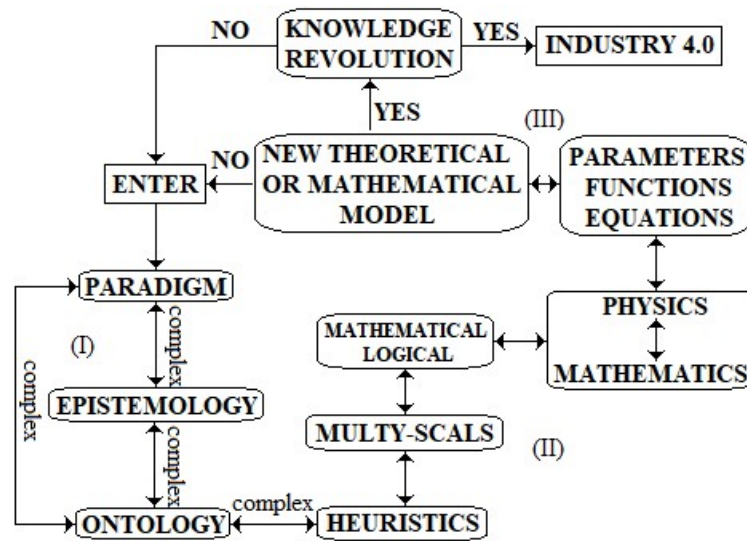 NO
KNOWLEDGE
REVOLUTION
YES
INDUSTRY 4.0
YES
(III)
NO
NEW THEORETICAL
OR MATHEMATICAL
MODEL
PARAMETERS
FUNCTIONS
EQUATIONS
ENTER
PARADIGM
(I)
complex
complex
PHYSICS
MATHEMATICS
MATHEMATICAL
LOGICAL
EPISTEMOLOGY
MULTY-SCALS
(II)
complex
ONTOLOGY
complex
HEURISTICS